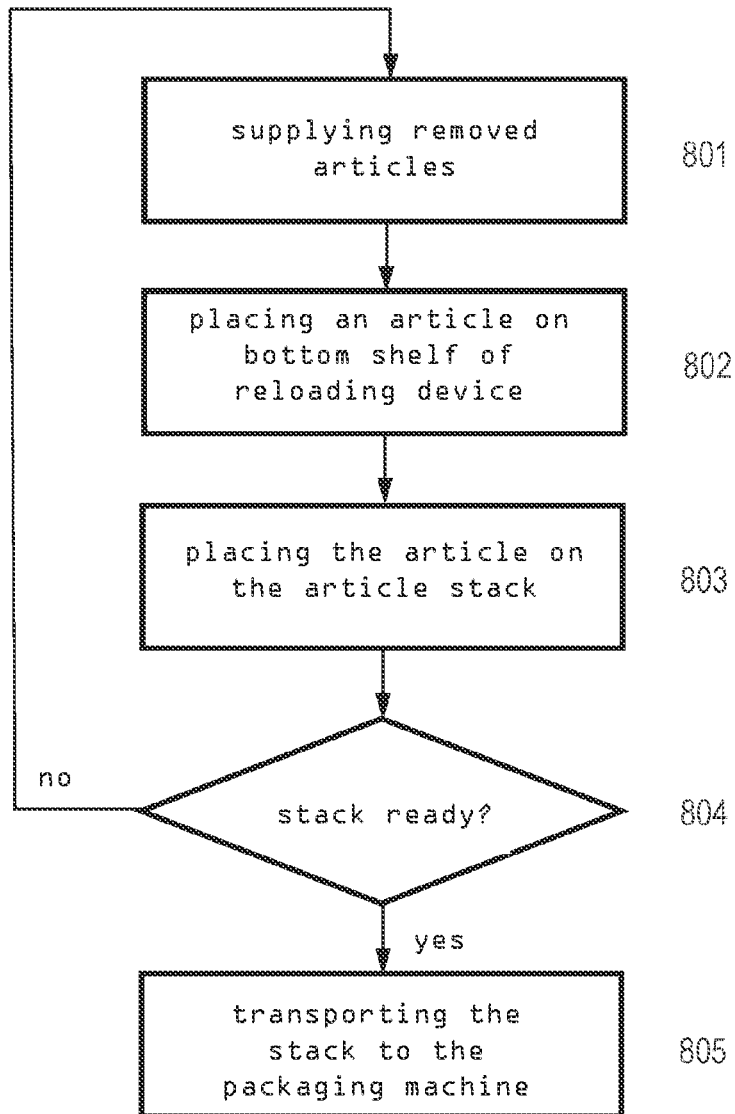 supplying removed
articles
801
placing an article on
bottom shelf of
reloading device
802
placing the article on
the article stack
803
no
stack ready?
804
yes
transporting the
stack to the
packaging machine
805